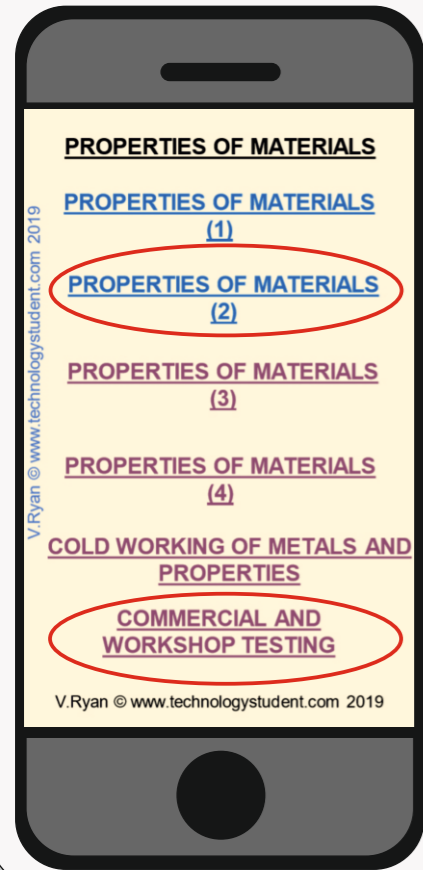 PROPERTIES OF MATERIALS
PROPERTIES OF MATERIALS
(1)
PROPERTIES OF MATERIALS
(2)
PROPERTIES OF MATERIALS
(3)
PROPERTIES OF MATERIALS
(4)
COLD WORKING OF METALS AND
PROPERTIES
COMMERCIAL AND
WORKSHOP TESTING
V.Ryan © www.technologystudent.com 2019
V.Ryan © www.technologystudent.com 2019